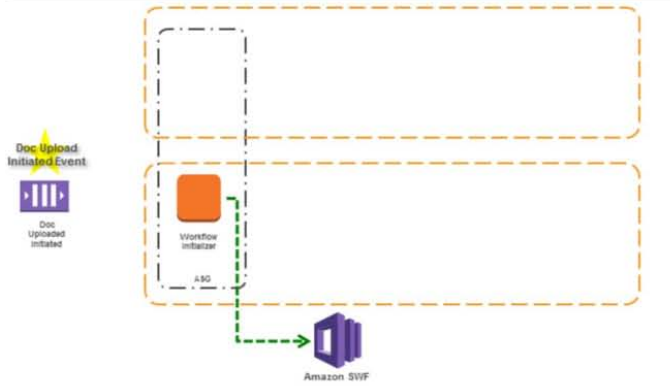 Doc Upload
Initiated Event
Doc
Uploaded
Initiated
Workflow
Initializer
ASG
Amazon SWF